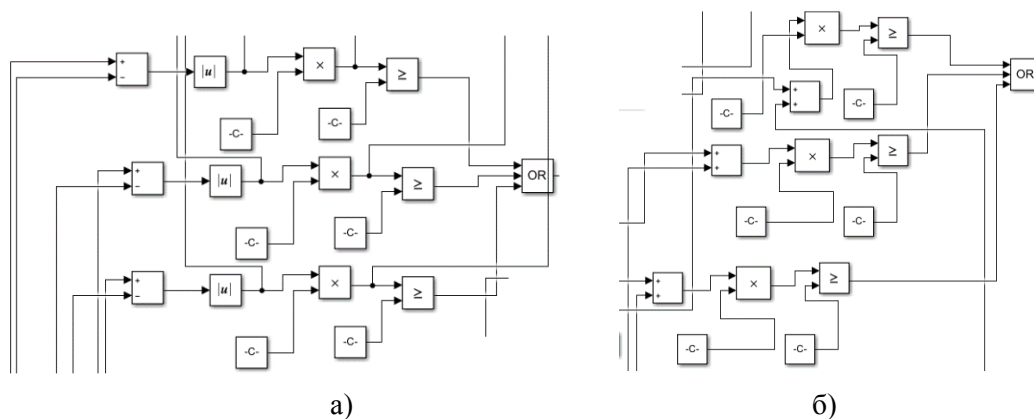 +
−
|u|
×
≥
-C-
-C-
+
−
|u|
×
≥
OR
-C-
-C-
+
−
|u|
×
≥
-C-
-C-
а)
×
≥
OR
+
+
-C-
-C-
+
+
×
≥
-C-
-C-
+
+
×
≥
-C-
-C-
б)